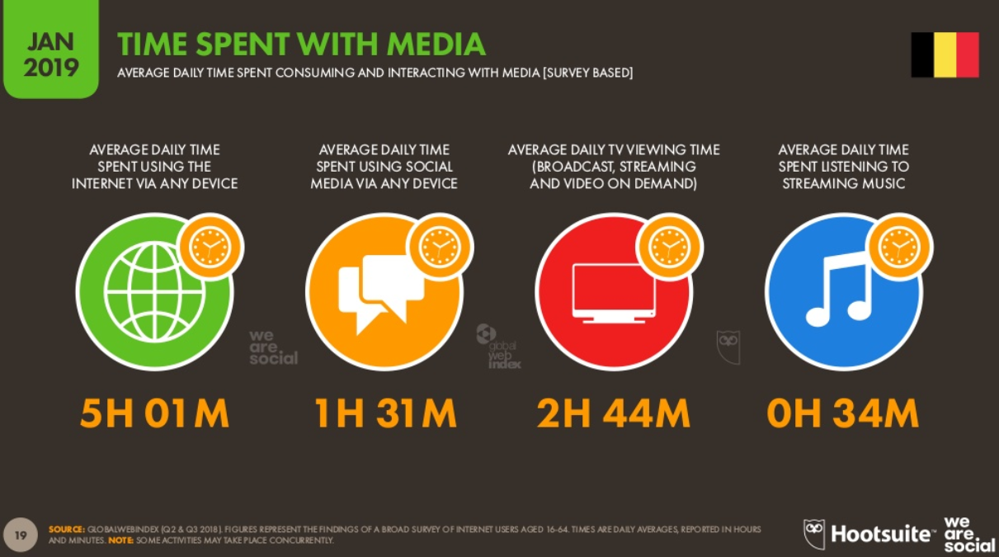 JAN
2019
TIME SPENT WITH MEDIA
AVERAGE DAILY TIME SPENT CONSUMING AND INTERACTING WITH MEDIA [SURVEY BASED]
AVERAGE DAILY TIME
SPENT USING THE
INTERNET VIA ANY DEVICE
5H 01M
AVERAGE DAILY TIME
SPENT USING SOCIAL
MEDIA VIA ANY DEVICE
1H 31M
AVERAGE DAILY TV VIEWING TIME
(BROADCAST, STREAMING
AND VIDEO ON DEMAND)
2H 44M
AVERAGE DAILY TIME
SPENT LISTENING TO
STREAMING MUSIC
0H 34M
we
are
social
global
web
index
19
SOURCE: GLOBALWEBINDEX (Q2 & Q3 2018). FIGURES REPRESENT THE FINDINGS OF A BROAD SURVEY OF INTERNET USERS AGED 16-64. TIMES ARE DAILY AVERAGES, REPORTED IN HOURS
AND MINUTES. NOTE: SOME ACTIVITIES MAY TAKE PLACE CONCURRENTLY.
Hootsuite™
we
are
social